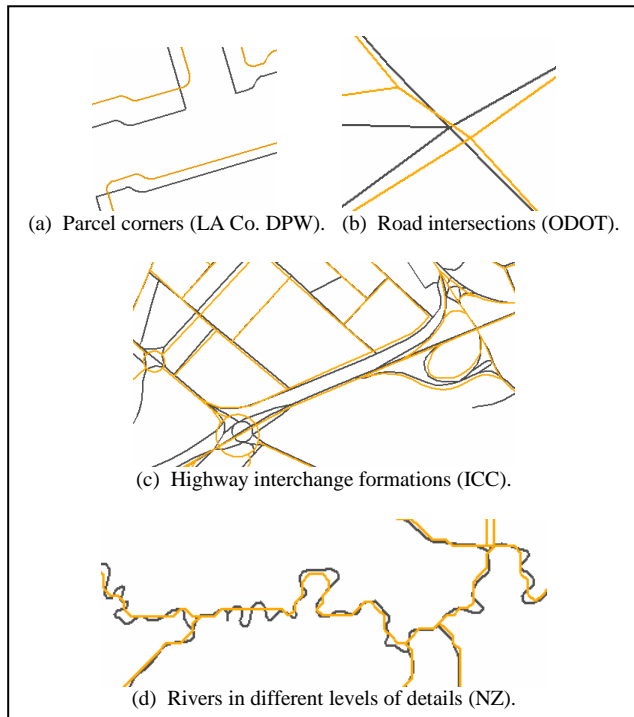 (a) Parcel corners (LA Co. DPW). (b) Road intersections (ODOT).
(c) Highway interchange formations (ICC).
(d) Rivers in different levels of details (NZ).